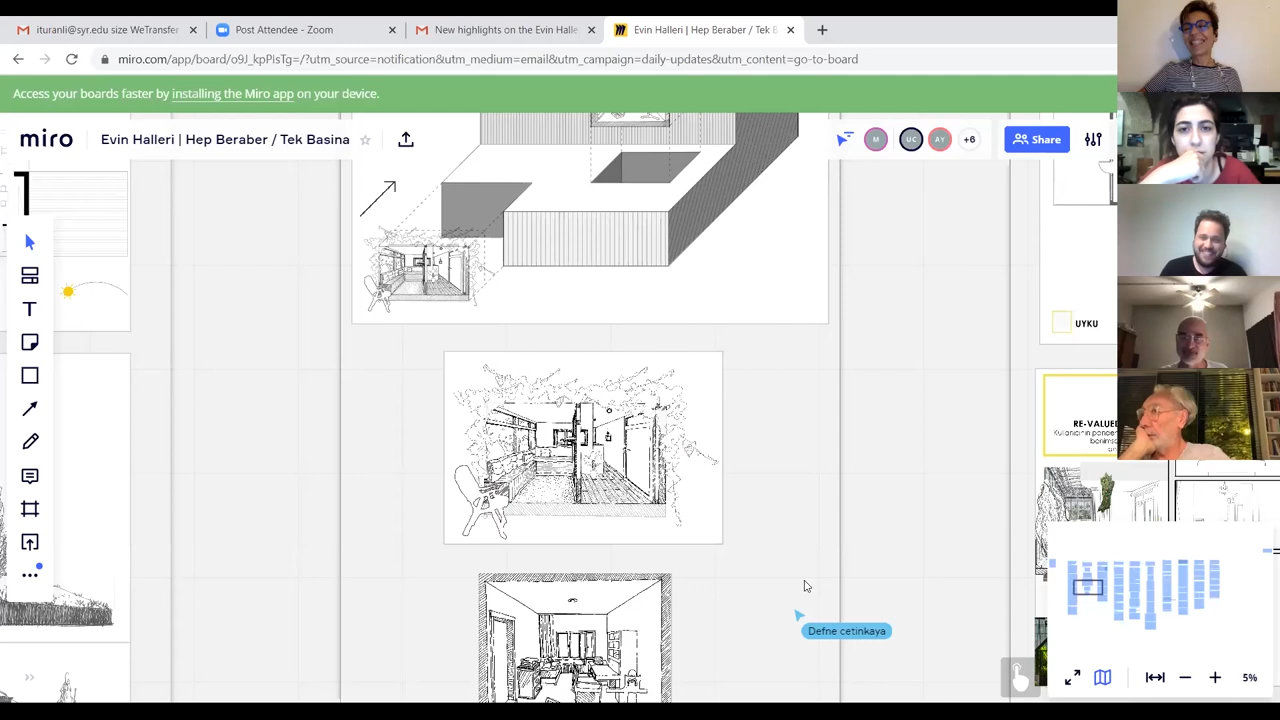 ituranli@syr.edu size WeTransfer
Post Attendee - Zoom
New highlights on the Evin Halle
Evin Halleri | Hep Beraber / Tek B
miro.com/app/board/o9J_kpPlsTg=/?utm_source=notification&utm_medium=email&utm_campaign=daily-updates&utm_content=go-to-board
Access your boards faster by installing the Miro app on your device.
miro
Evin Halleri | Hep Beraber / Tek Basina
M
UC
AY
+6
Share
1
T
UYKU
RE-VALUED
Defne cetinkaya
5%